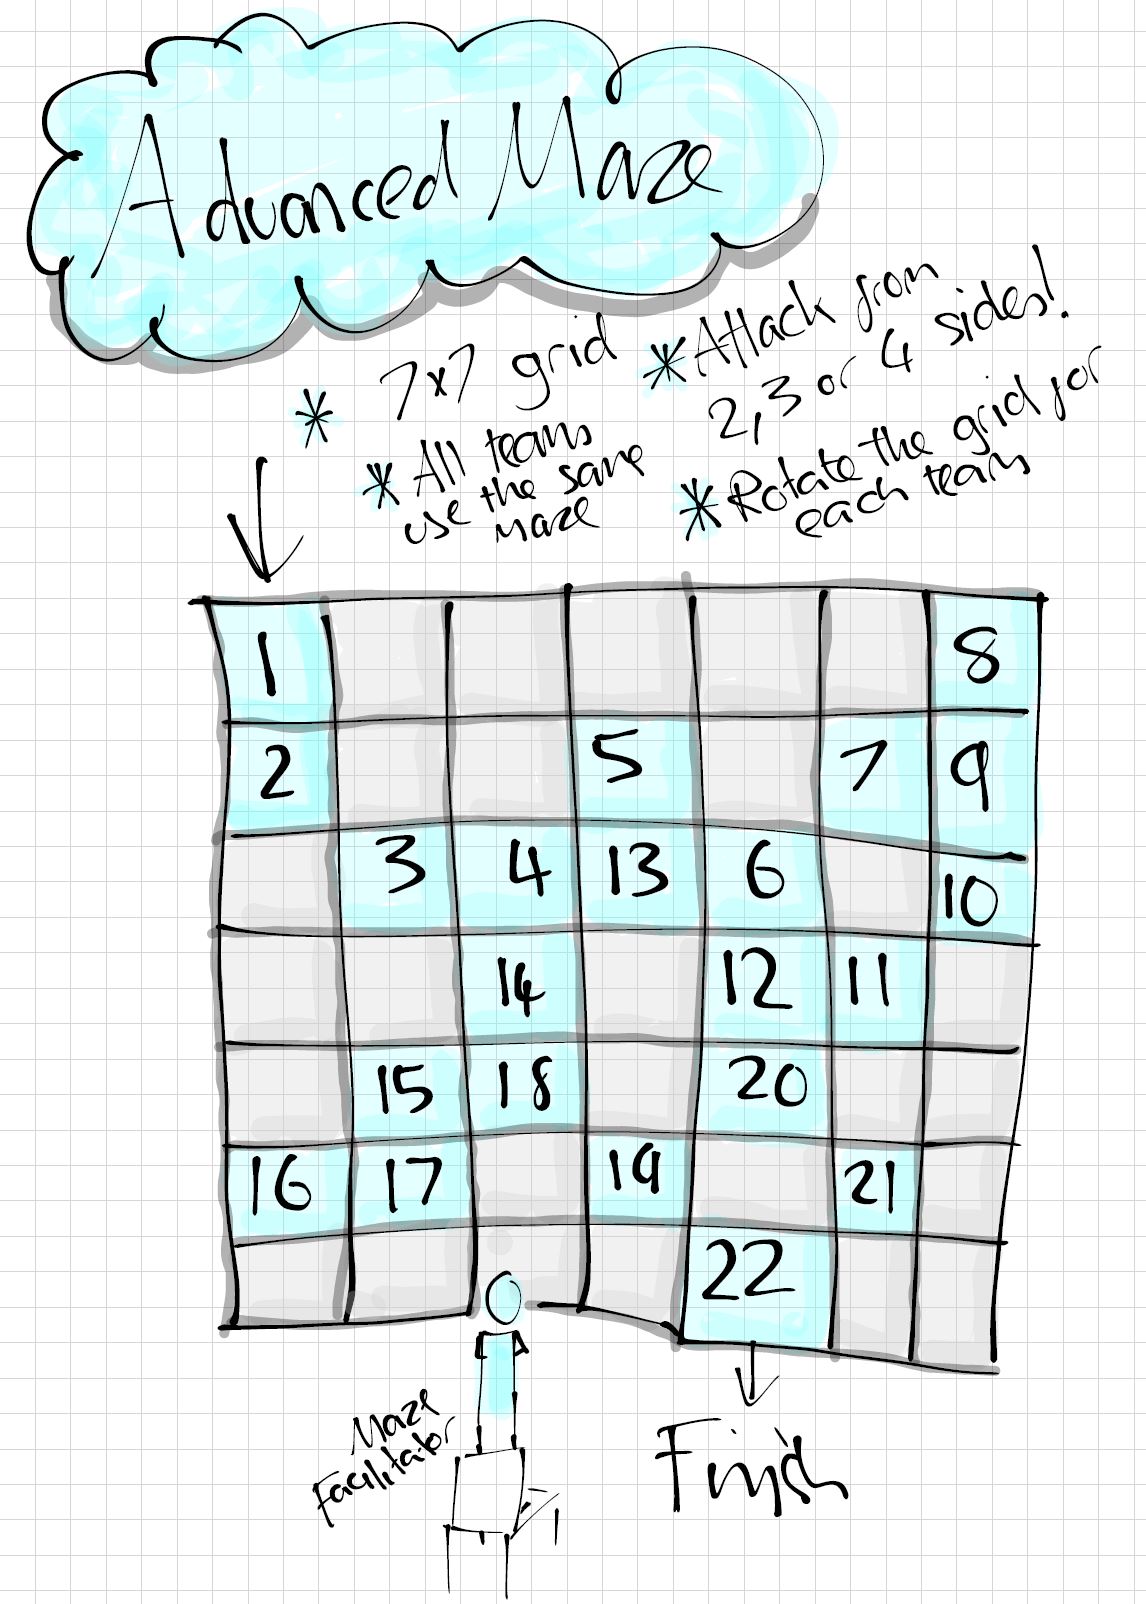 Advanced Maze
* 7x7 grid
* All teams
use the same
maze
* Attack from
2,3 or 4 sides!
* Rotate the grid for
each team
1 8
2 5 7 9
3 4 13 6 10
14 12 11
15 18 20
16 17 19 21
22
Maze
Facilitator
Finish